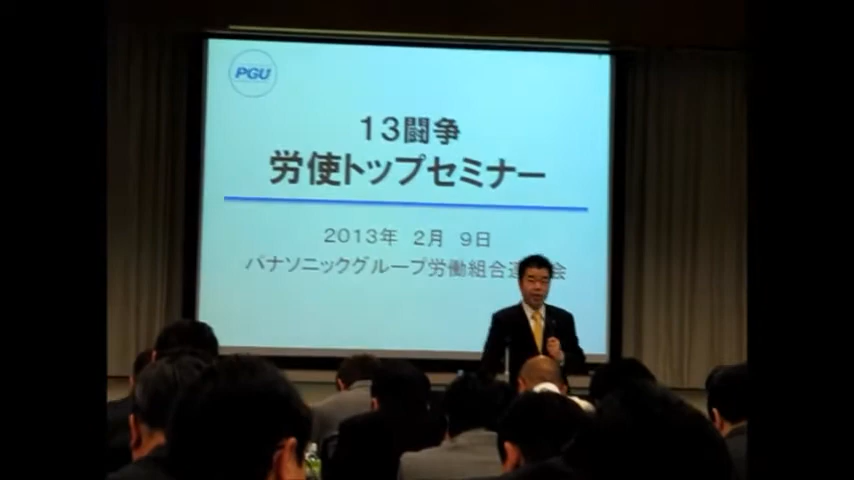 PGU
13闘争
労使トップセミナー
2013年 2月 9日
パナソニックグループ労働組合連 会